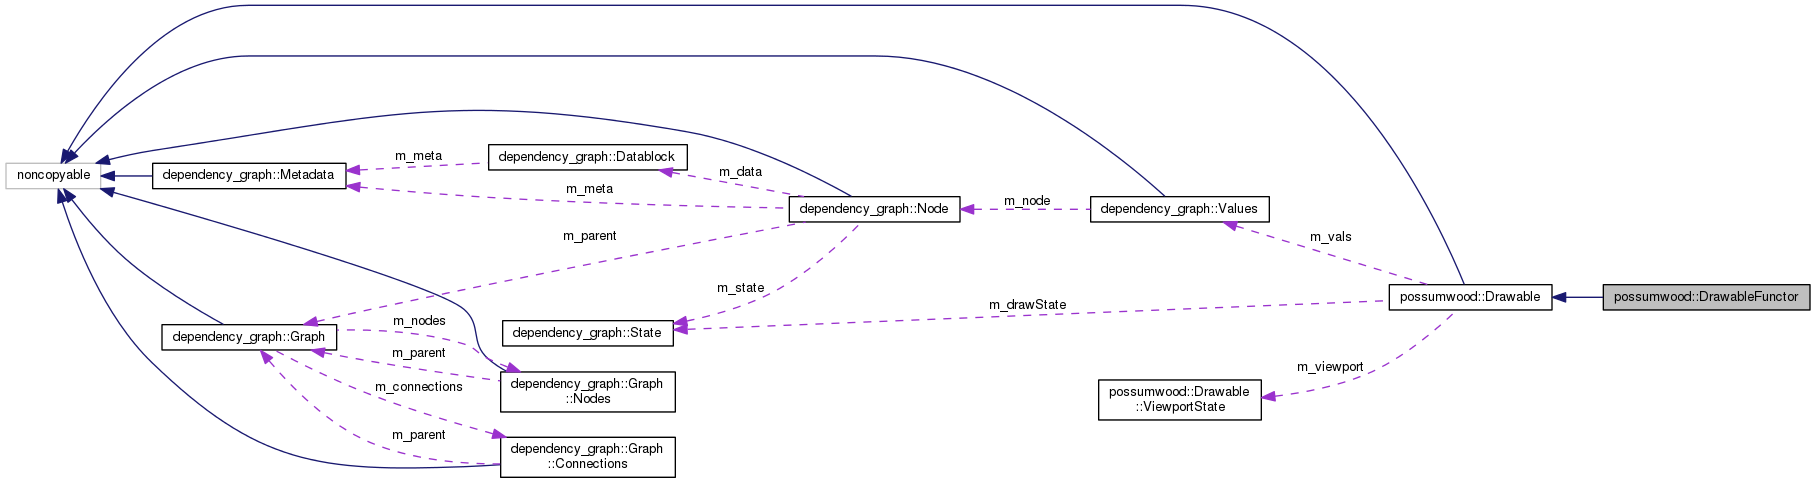 m_meta
dependency_graph::Datablock
noncopyable
dependency_graph::Metadata
m_data
m_meta
dependency_graph::Node
m_node
dependency_graph::Values
m_parent
m_vals
m_state
m_drawState
possumwood::Drawable
possumwood::DrawableFunctor
m_nodes
dependency_graph::Graph
dependency_graph::State
m_parent
m_connections
dependency_graph::Graph
::Nodes
m_viewport
possumwood::Drawable
::ViewportState
m_parent
dependency_graph::Graph
::Connections